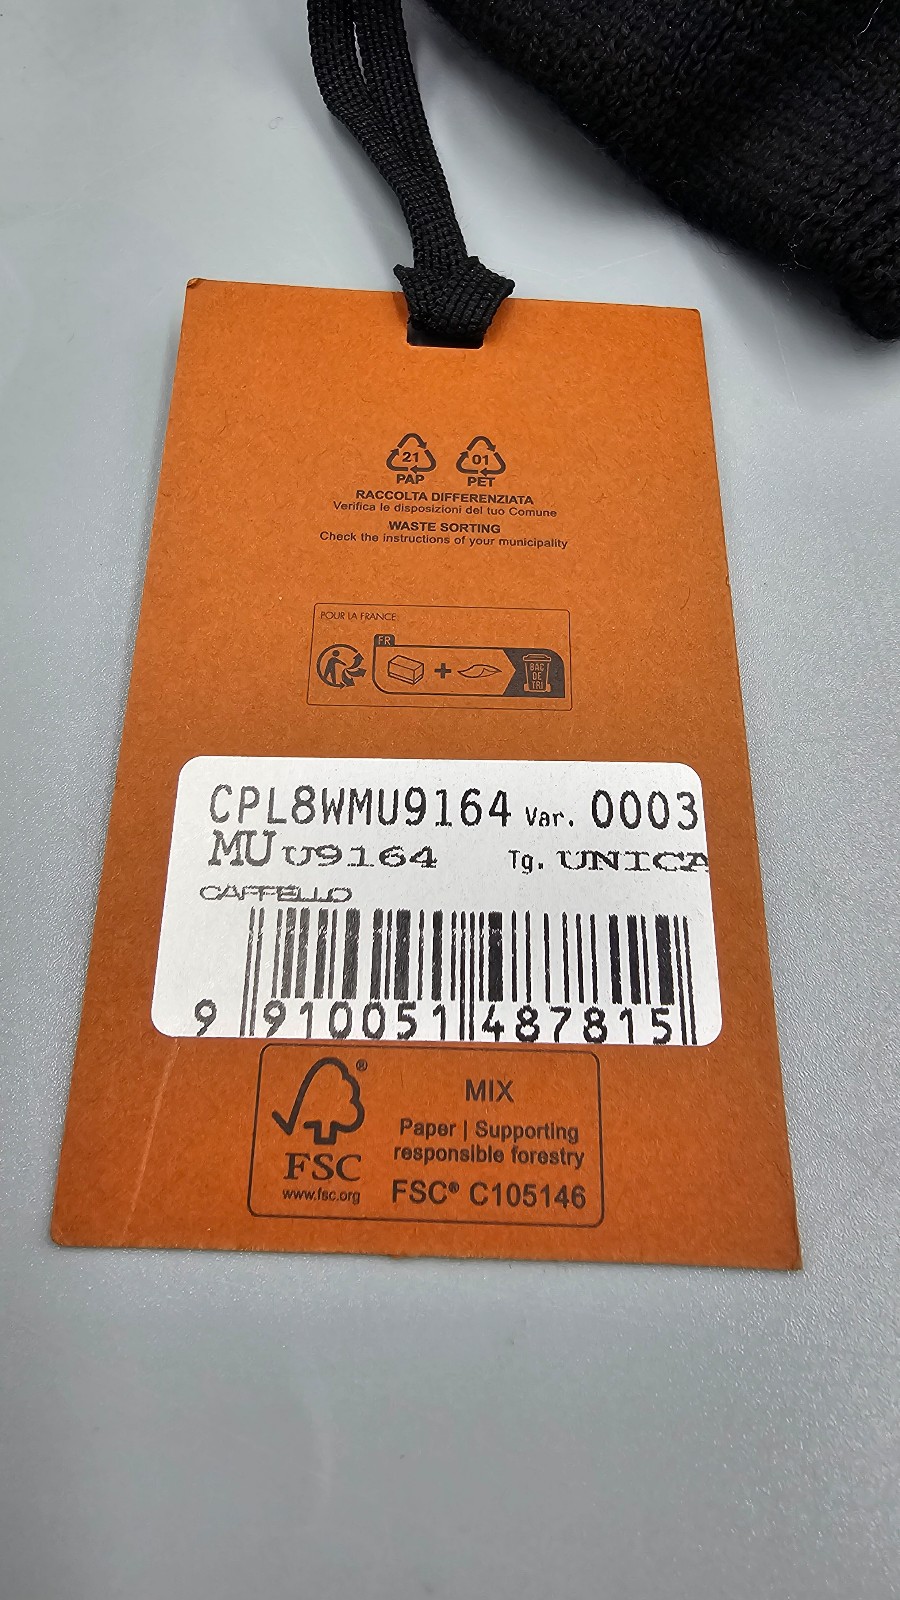 21 01
PAP PET
RACCOLTA DIFFERENZIATA
Verifica le disposizioni del tuo Comune
WASTE SORTING
Check the instructions of your municipality
POUR LA FRANCE:
FR
+
BAC
DE
TRI
CPL8WMU9164 Var. 0003
MU U9164 Tg. UNICA
CAPPELLO
9 910051 487815
MIX
Paper | Supporting
responsible forestry
FSC® C105146
®
FSC
www.fsc.org